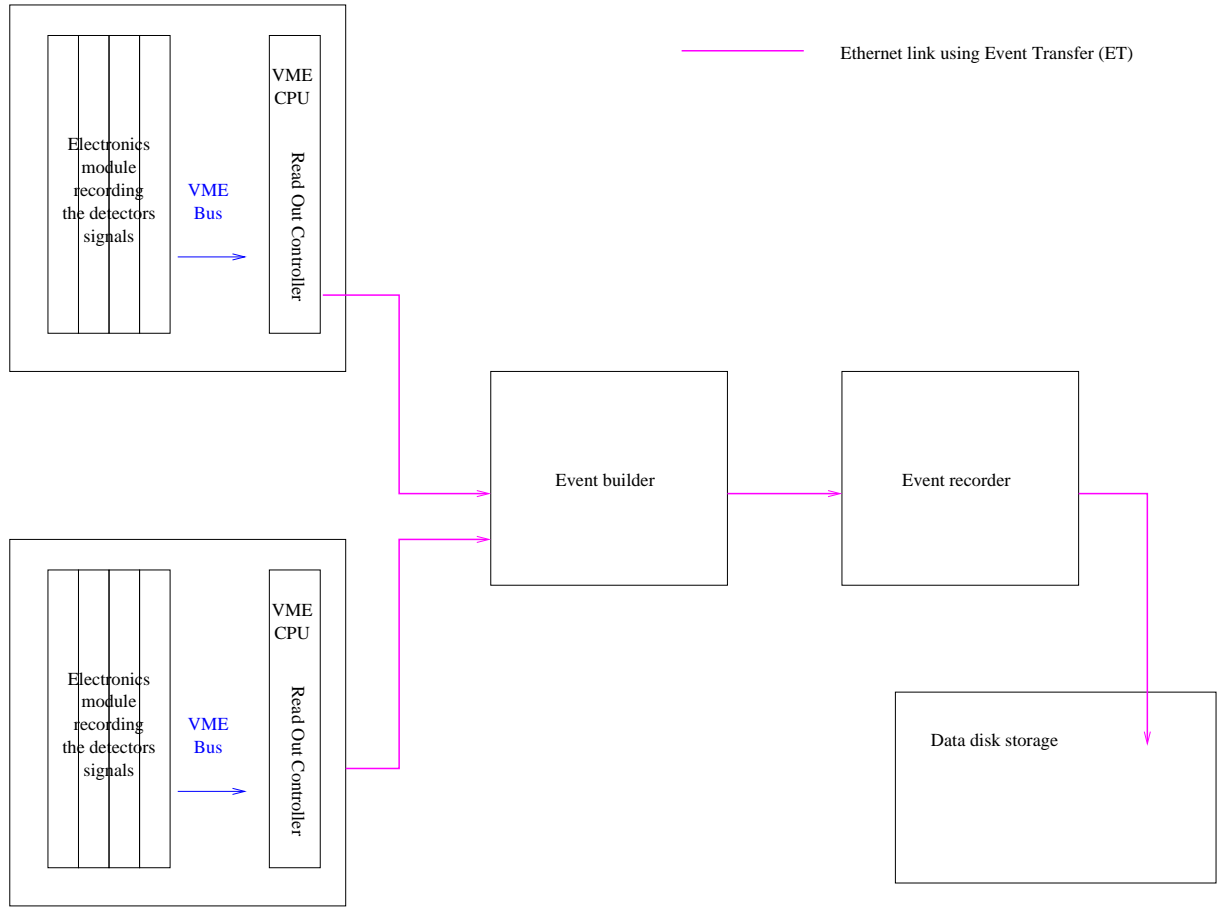 VME
CPU
Electronics
module
recording
the detectors
signals
VME
Bus
Read Out Controller
Ethernet link using Event Transfer (ET)
Event builder
Event recorder
VME
CPU
Electronics
module
recording
the detectors
signals
VME
Bus
Read Out Controller
Data disk storage